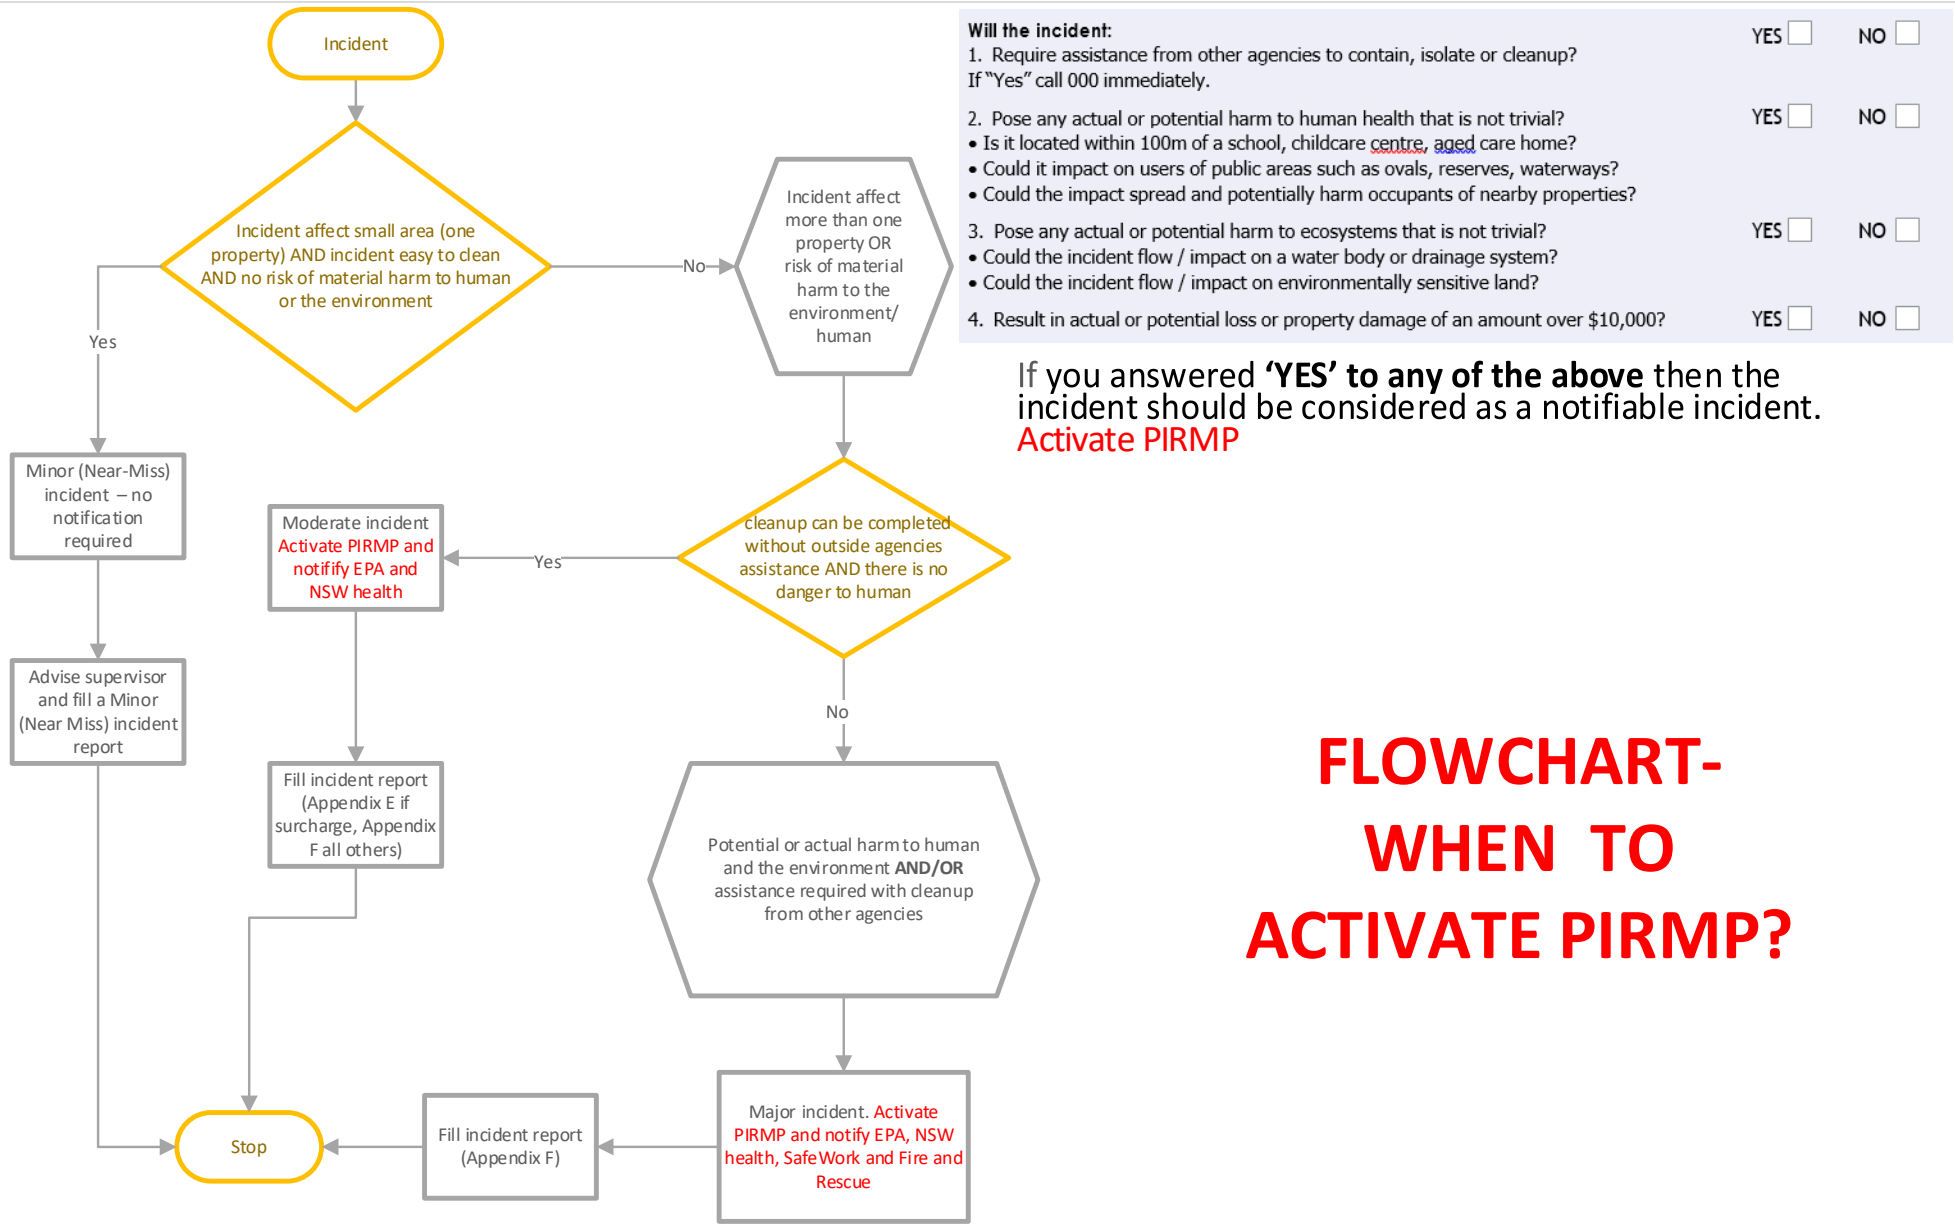 Incident
Incident affect small area (one
property) AND incident easy to clean
AND no risk of material harm to human
or the environment
Yes
No
Incident affect
more than one
property OR
risk of material
harm to the
environment/
human
Minor (Near-Miss)
incident – no
notification
required
Advise supervisor
and fill a Minor
(Near Miss) incident
report
cleanup can be completed
without outside agencies
assistance AND there is no
danger to human
Yes
No
Moderate incident
Activate PIRMP and
notifify EPA and
NSW health
Fill incident report
(Appendix E if
surcharge, Appendix
F all others)
Potential or actual harm to human
and the environment AND/OR
assistance required with cleanup
from other agencies
Major incident. Activate
PIRMP and notify EPA, NSW
health, SafeWork and Fire and
Rescue
Fill incident report
(Appendix F)
Stop
Will the incident:
1. Require assistance from other agencies to contain, isolate or cleanup? YES NO
If “Yes” call 000 immediately.
2. Pose any actual or potential harm to human health that is not trivial? YES NO
• Is it located within 100m of a school, childcare centre, aged care home?
• Could it impact on users of public areas such as ovals, reserves, waterways?
• Could the impact spread and potentially harm occupants of nearby properties?
3. Pose any actual or potential harm to ecosystems that is not trivial? YES NO
• Could the incident flow / impact on a water body or drainage system?
• Could the incident flow / impact on environmentally sensitive land?
4. Result in actual or potential loss or property damage of an amount over $10,000? YES NO
If you answered ‘YES’ to any of the above then the
incident should be considered as a notifiable incident.
Activate PIRMP
FLOWCHART-
WHEN TO
ACTIVATE PIRMP?